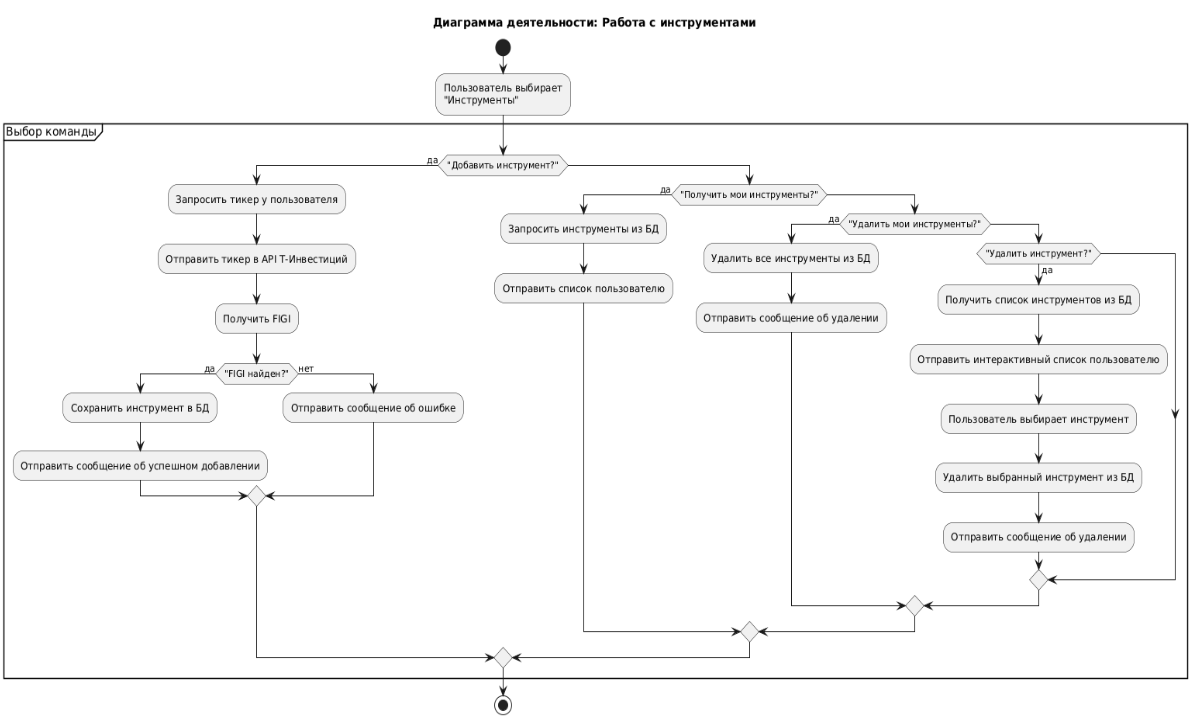 Диаграмма деятельности: Работа с инструментами
Пользователь выбирает
"Инструменты"
Выбор команды
да
"Добавить инструмент?"
Запросить тикер у пользователя
Отправить тикер в API Т-Инвестиций
Получить FIGI
да
"FIGI найден?"
нет
Сохранить инструмент в БД
Отправить сообщение об успешном добавлении
Отправить сообщение об ошибке
да
"Получить мои инструменты?"
Запросить инструменты из БД
Отправить список пользователю
да
"Удалить мои инструменты?"
Удалить все инструменты из БД
Отправить сообщение об удалении
"Удалить инструмент?"
да
Получить список инструментов из БД
Отправить интерактивный список пользователю
Пользователь выбирает инструмент
Удалить выбранный инструмент из БД
Отправить сообщение об удалении